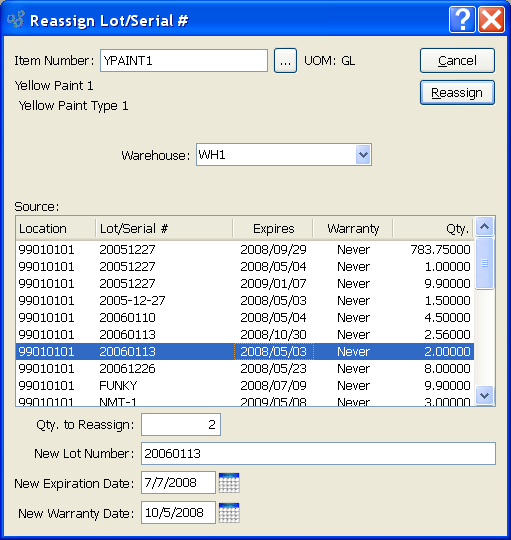 Reassign Lot/Serial #
Item Number: YPAINT1 ... UOM: GL Cancel
Yellow Paint 1
Yellow Paint Type 1
Reassign
Warehouse: WH1
Source:
Location Lot/Serial # Expires Warranty Qty.
99010101 20051227 2008/09/29 Never 783.75000
99010101 20051227 2008/05/04 Never 1.00000
99010101 20051227 2009/01/07 Never 9.90000
99010101 2005-12-27 2008/05/03 Never 1.50000
99010101 20060110 2008/05/04 Never 4.50000
99010101 20060113 2008/10/30 Never 2.56000
99010101 20060113 2008/05/03 Never 2.00000
99010101 20061226 2008/05/23 Never 8.00000
99010101 FUNKY 2008/07/09 Never 9.90000
99010101 NMT-1 2009/05/08 Never 3.00000
Qty. to Reassign: 2
New Lot Number: 20060113
New Expiration Date: 7/7/2008
New Warranty Date: 10/5/2008